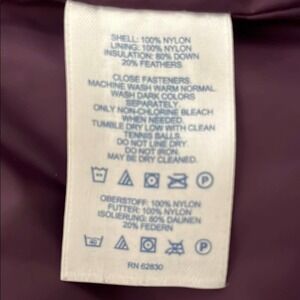 SHELL: 100% NYLON
LINING: 100% NYLON
INSULATION: 80% DOWN
20% FEATHERS
CLOSE FASTENERS.
MACHINE WASH WARM NORMAL.
WASH DARK COLORS
SEPARATELY.
ONLY NON-CHLORINE BLEACH
WHEN NEEDED.
TUMBLE DRY LOW WITH CLEAN
TENNIS BALLS.
DO NOT LINE DRY.
DO NOT IRON.
MAY BE DRY CLEANED.
P
OBERSTOFF: 100% NYLON
FUTTER: 100% NYLON
ISOLIERUNG: 80% DAUNEN
20% FEDERN
40 P
RN 62830